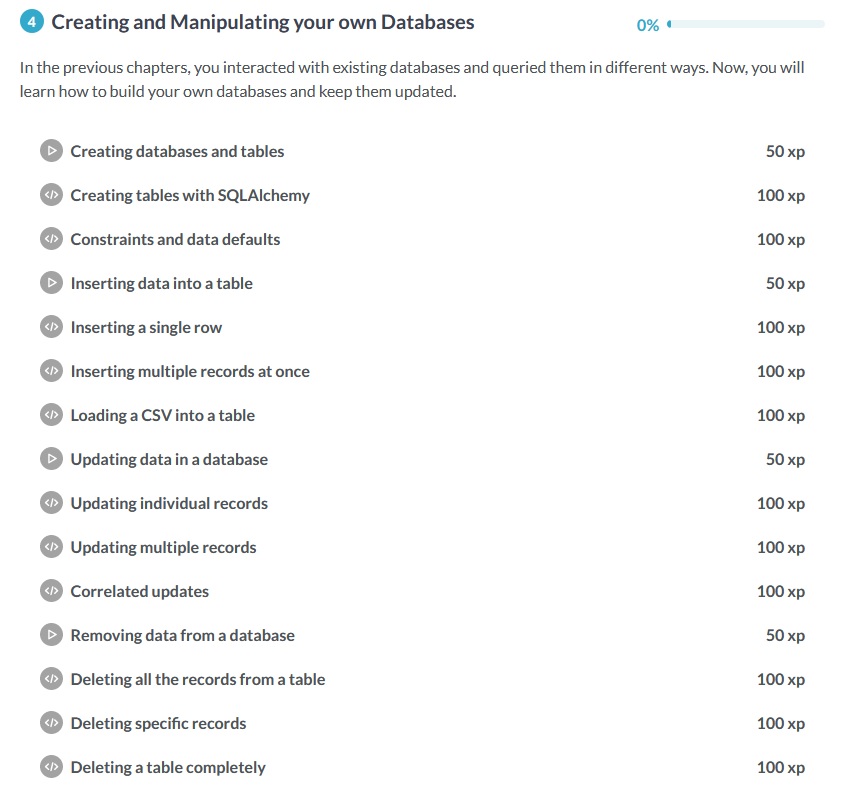 4 Creating and Manipulating your own Databases 0%
In the previous chapters, you interacted with existing databases and queried them in different ways. Now, you will
learn how to build your own databases and keep them updated.
Creating databases and tables 50 xp
Creating tables with SQLAlchemy 100 xp
Constraints and data defaults 100 xp
Inserting data into a table 50 xp
Inserting a single row 100 xp
Inserting multiple records at once 100 xp
Loading a CSV into a table 100 xp
Updating data in a database 50 xp
Updating individual records 100 xp
Updating multiple records 100 xp
Correlated updates 100 xp
Removing data from a database 50 xp
Deleting all the records from a table 100 xp
Deleting specific records 100 xp
Deleting a table completely 100 xp